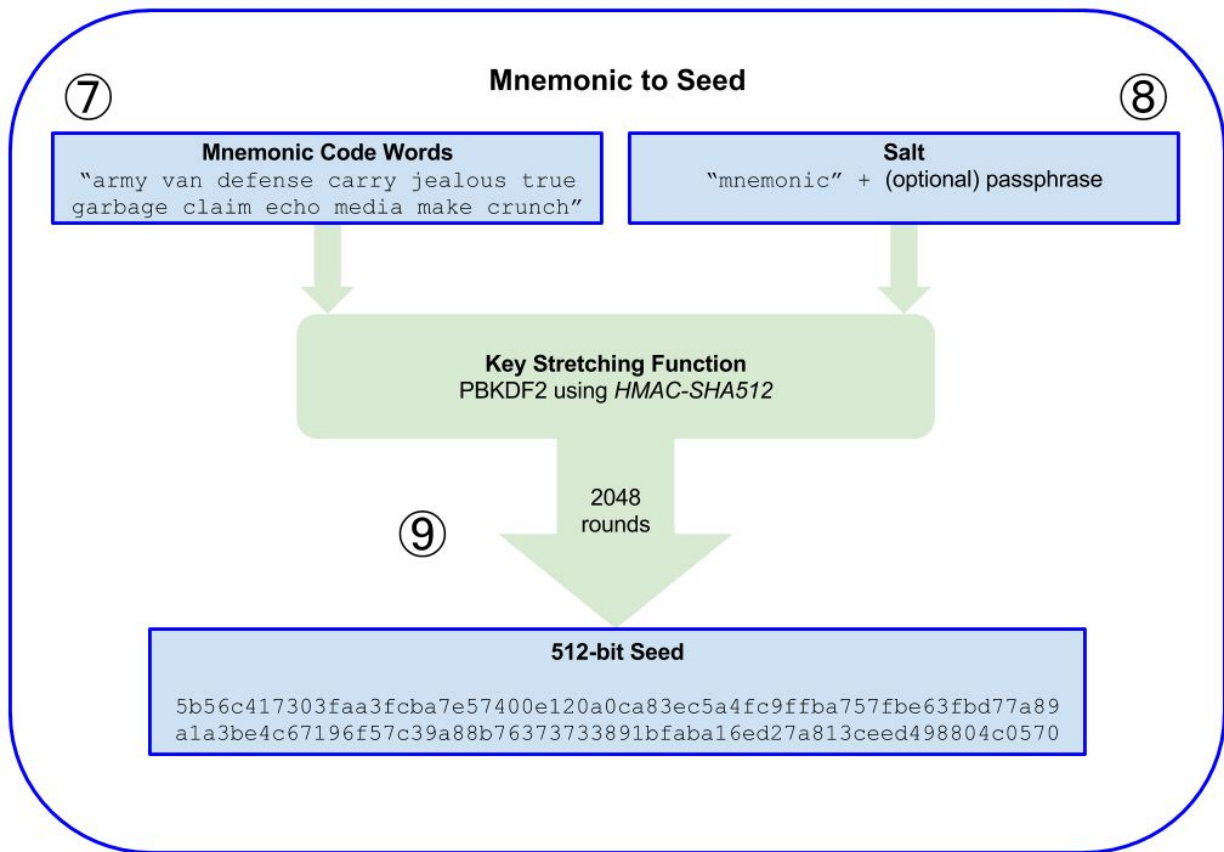 Mnemonic to Seed
⑦
⑧
Mnemonic Code Words
“army van defense carry jealous true
garbage claim echo media make crunch”
Salt
“mnemonic” + (optional) passphrase
Key Stretching Function
PBKDF2 using HMAC-SHA512
2048
rounds
⑨
512-bit Seed
5b56c417303faa3fcba7e57400e120a0ca83ec5a4fc9ffba757fbe63fbd77a89
a1a3be4c67196f57c39a88b76373733891bfaba16ed27a813ceed498804c0570